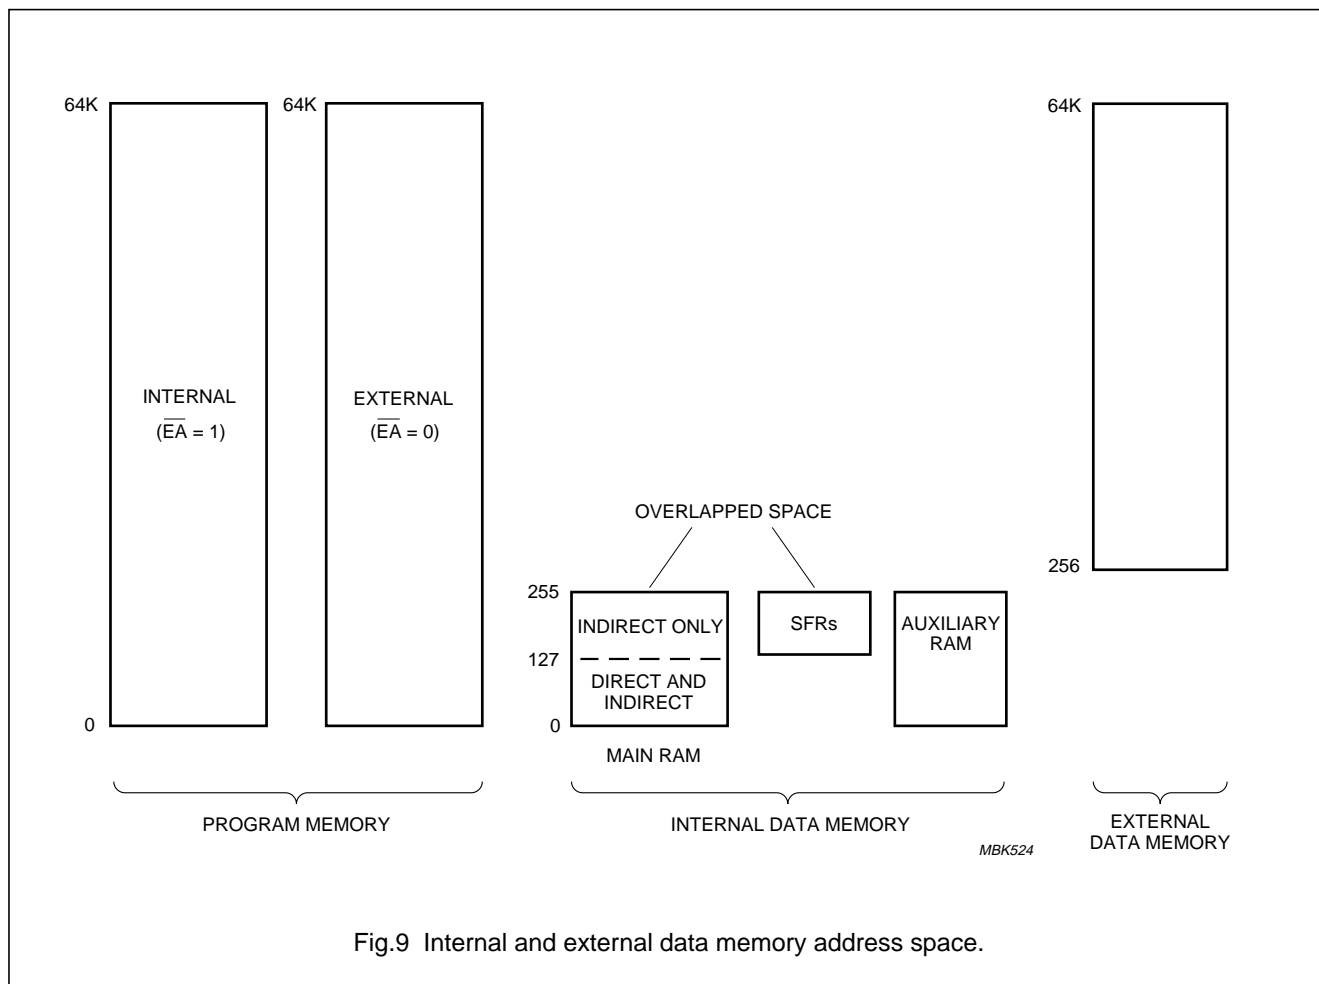 64K
64K
64K
INTERNAL
(E̅A̅ = 1)
EXTERNAL
(E̅A̅ = 0)
OVERLAPPED SPACE
256
255
INDIRECT ONLY
SFRs
AUXILIARY
RAM
127
DIRECT AND
INDIRECT
0
0
MAIN RAM
PROGRAM MEMORY
INTERNAL DATA MEMORY
EXTERNAL
DATA MEMORY
MBK524
Fig.9 Internal and external data memory address space.